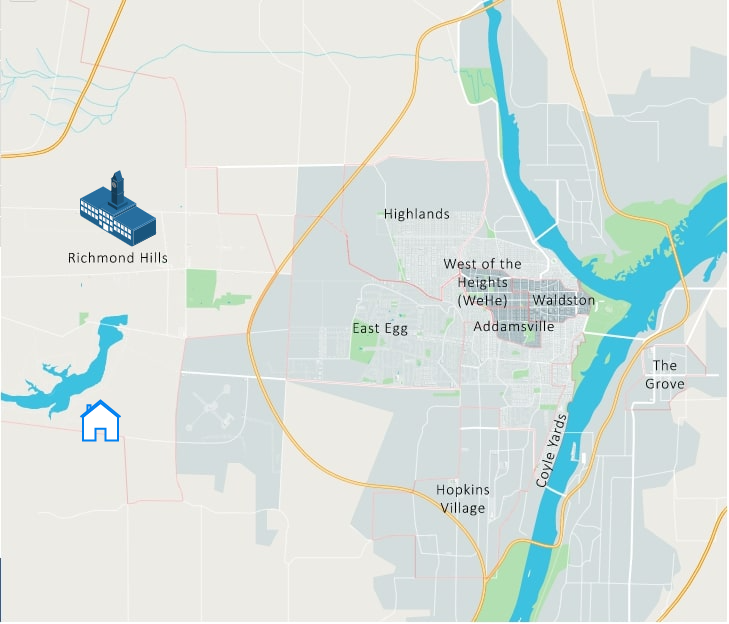 Highlands
Richmond Hills
West of the
Heights
(WeHe)
Waldston
East Egg
Addamsville
The
Grove
Coyle Yards
Hopkins
Village